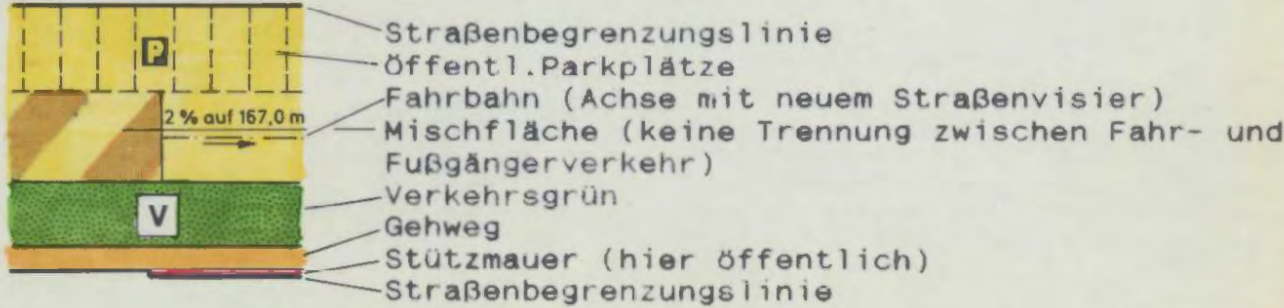 Straßenbegrenzungslinie
P
Öffentl.Parkplätze
Fahrbahn (Achse mit neuem Straßenvisier)
2 % auf 167,0 m
Mischfläche (keine Trennung zwischen Fahr- und
Fußgängerverkehr)
Verkehrsgrün
V
Gehweg
Stützmauer (hier öffentlich)
Straßenbegrenzungslinie